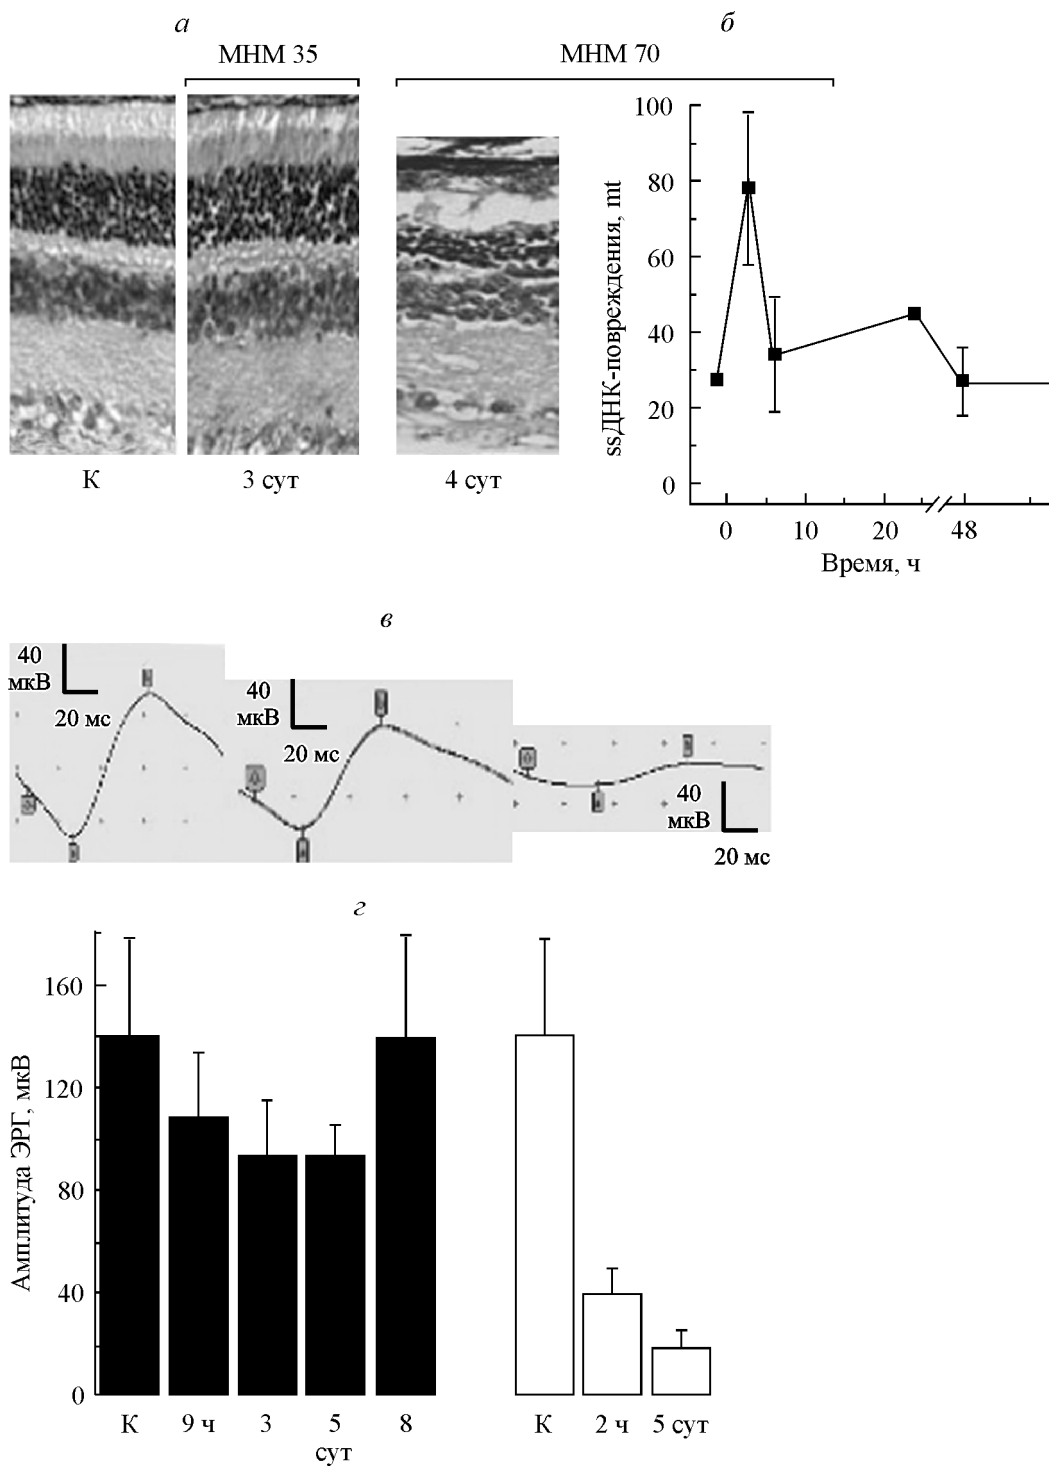 а
б
МНМ 35
МНМ 70
К
3 сут
4 сут
ssДНК-повреждения, mt
100
80
60
40
20
0
0
10
20
48
Время, ч
в
40
мкВ
20 мс
40
мкВ
20 мс
40
мкВ
20 мс
г
Амплитуда ЭРГ, мкВ
160
120
80
40
0
К
9 ч
3
5
8
сут
К
2 ч
5 сут